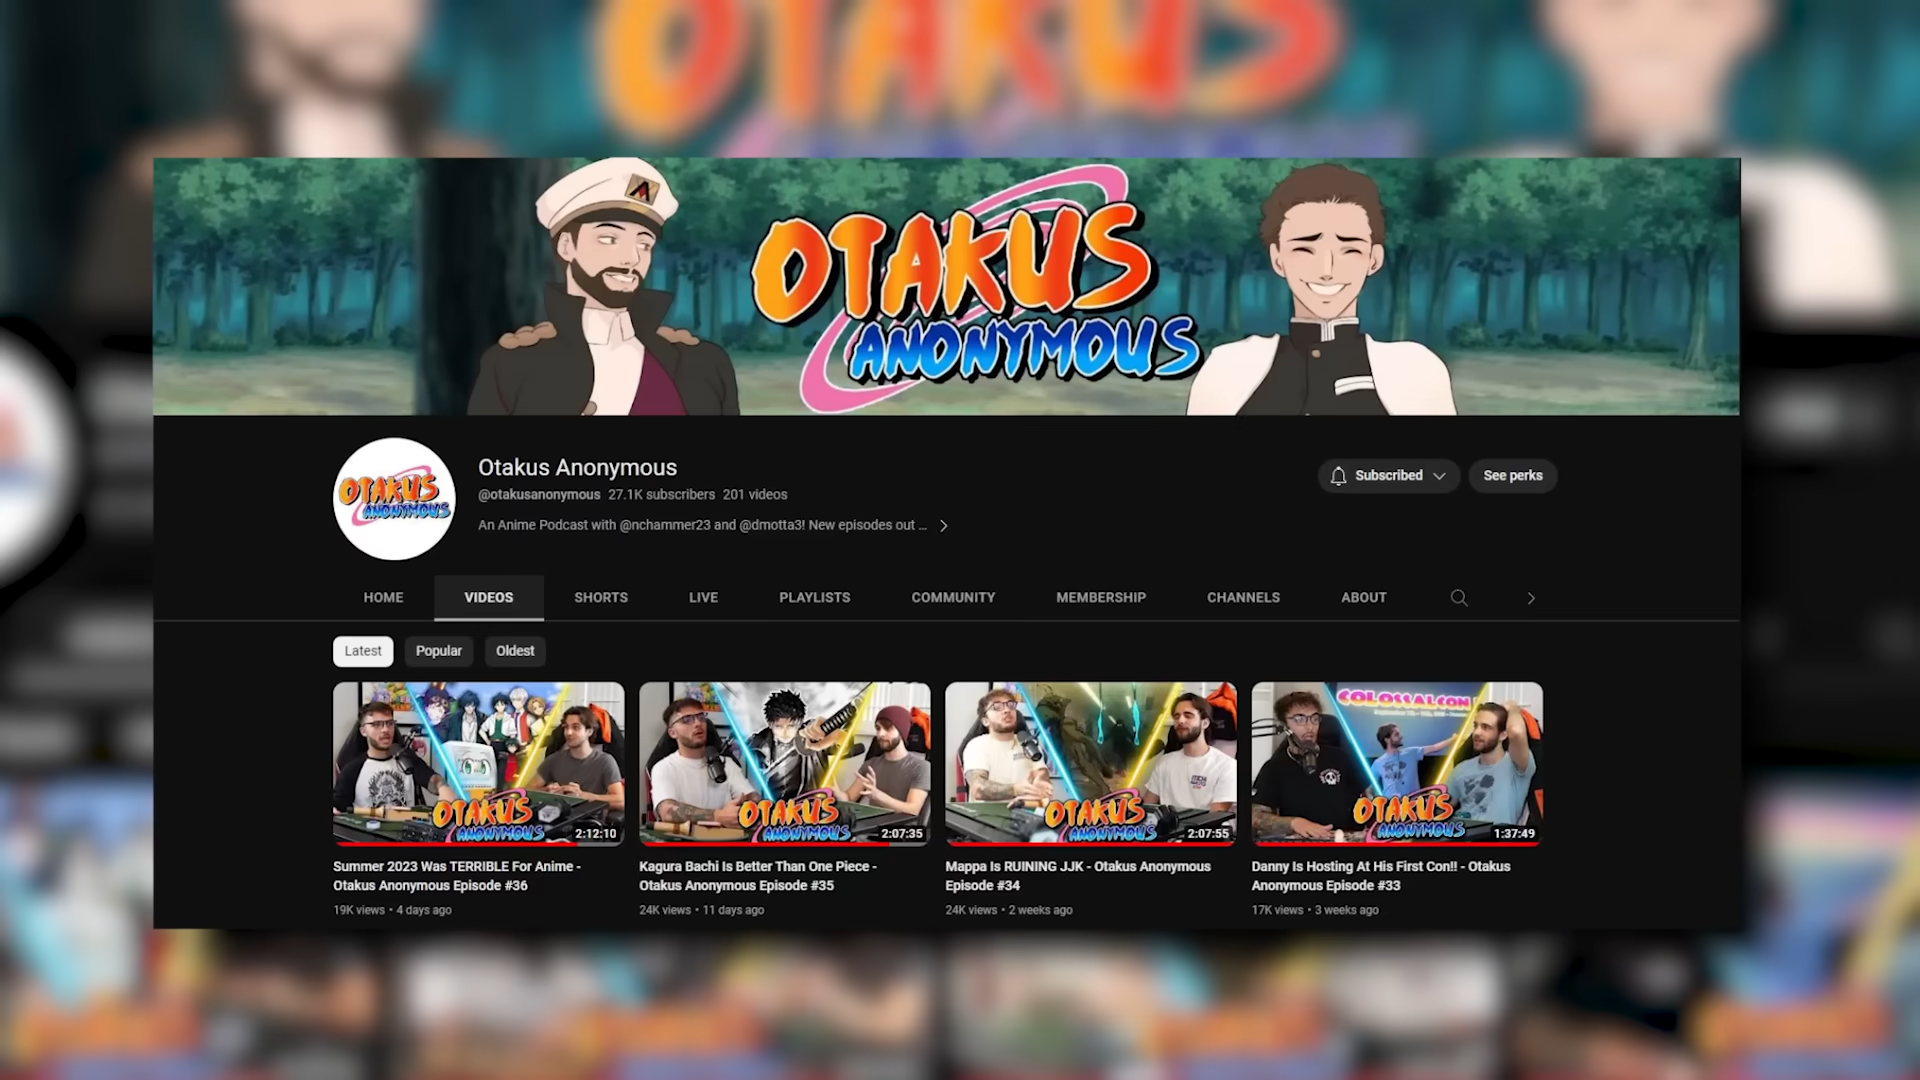 OTAKUS
ANONYMOUS
OTAKUS
ANONYMOUS
Otakus Anonymous
@otakusanonymous 27.1K subscribers 201 videos
An Anime Podcast with @nchammer23 and @dmotta3! New episodes out ...
Subscribed
See perks
HOME VIDEOS SHORTS LIVE PLAYLISTS COMMUNITY MEMBERSHIP CHANNELS ABOUT
Latest Popular Oldest
OTAKUS
ANONYMOUS
2:12:10
OTAKUS
ANONYMOUS
2:07:35
OTAKUS
ANONYMOUS
2:07:55
COLOSSALCON
OTAKUS
ANONYMOUS
1:37:49
Summer 2023 Was TERRIBLE For Anime -
Otakus Anonymous Episode #36
19K views • 4 days ago
Kagura Bachi Is Better Than One Piece -
Otakus Anonymous Episode #35
24K views • 11 days ago
Mappa Is RUINING JJK - Otakus Anonymous
Episode #34
24K views • 2 weeks ago
Danny Is Hosting At His First Con!! - Otakus
Anonymous Episode #33
17K views • 3 weeks ago